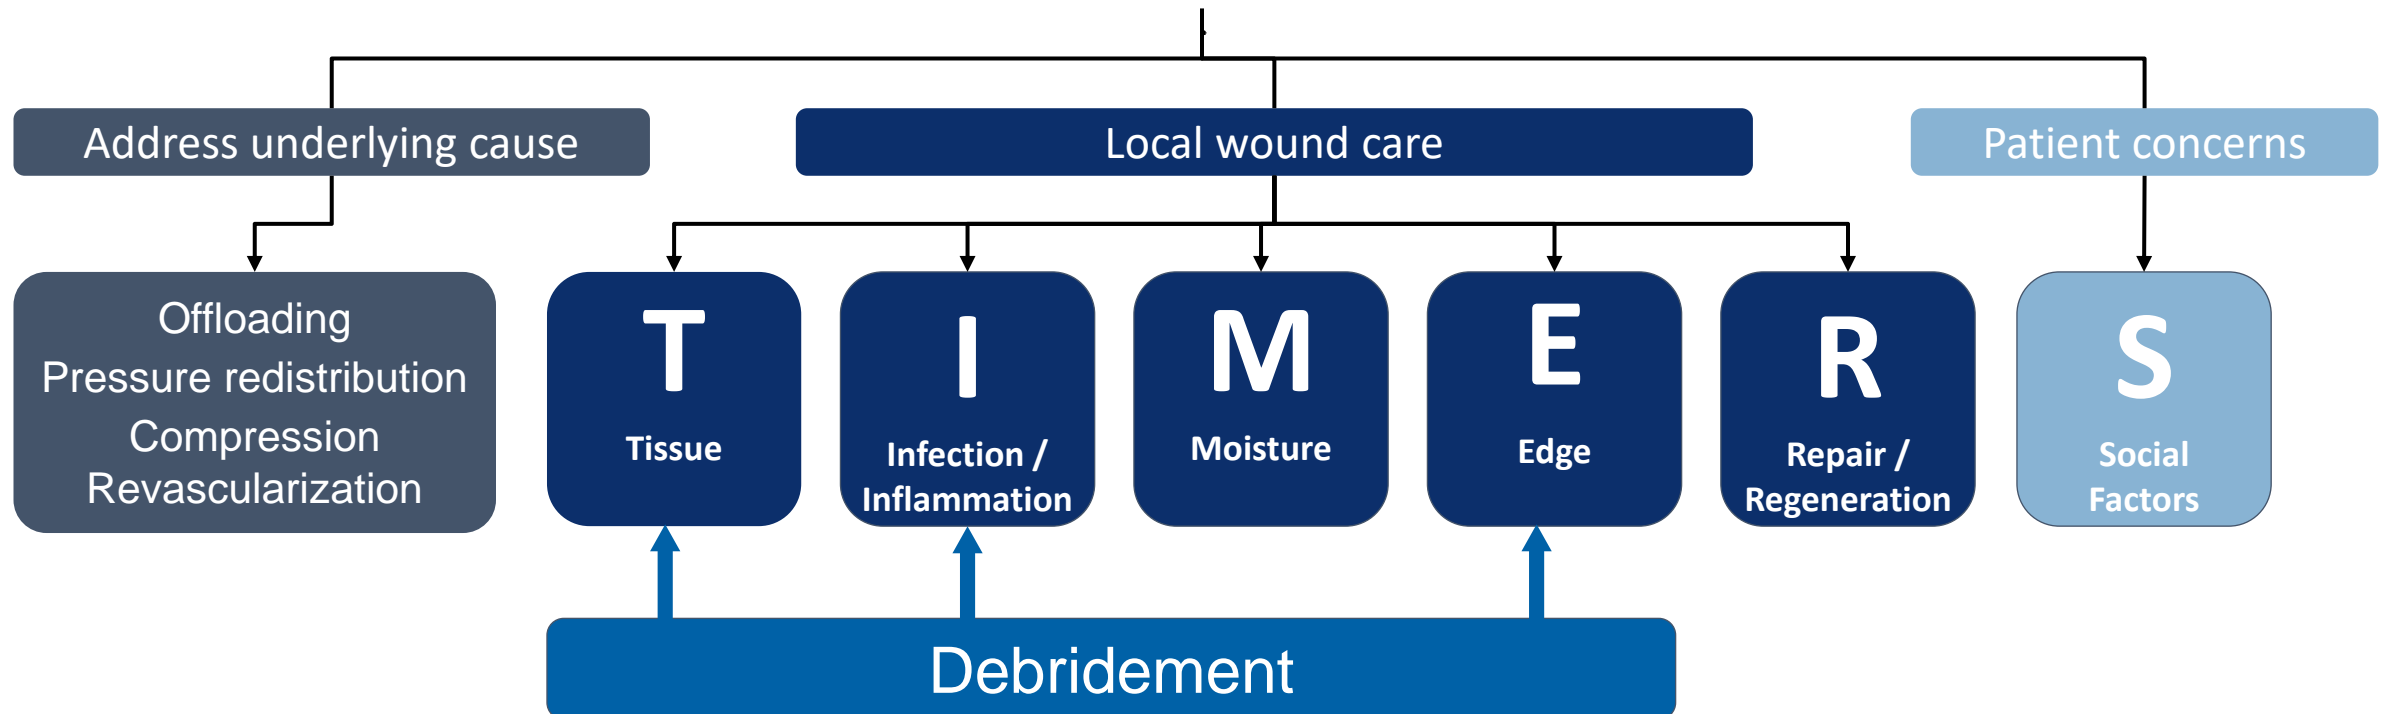 Address underlying cause
Local wound care
Patient concerns
Offloading
Pressure redistribution
Compression
Revascularization
T
Tissue
I
Infection /
Inflammation
M
Moisture
E
Edge
R
Repair /
Regeneration
S
Social
Factors
Debridement